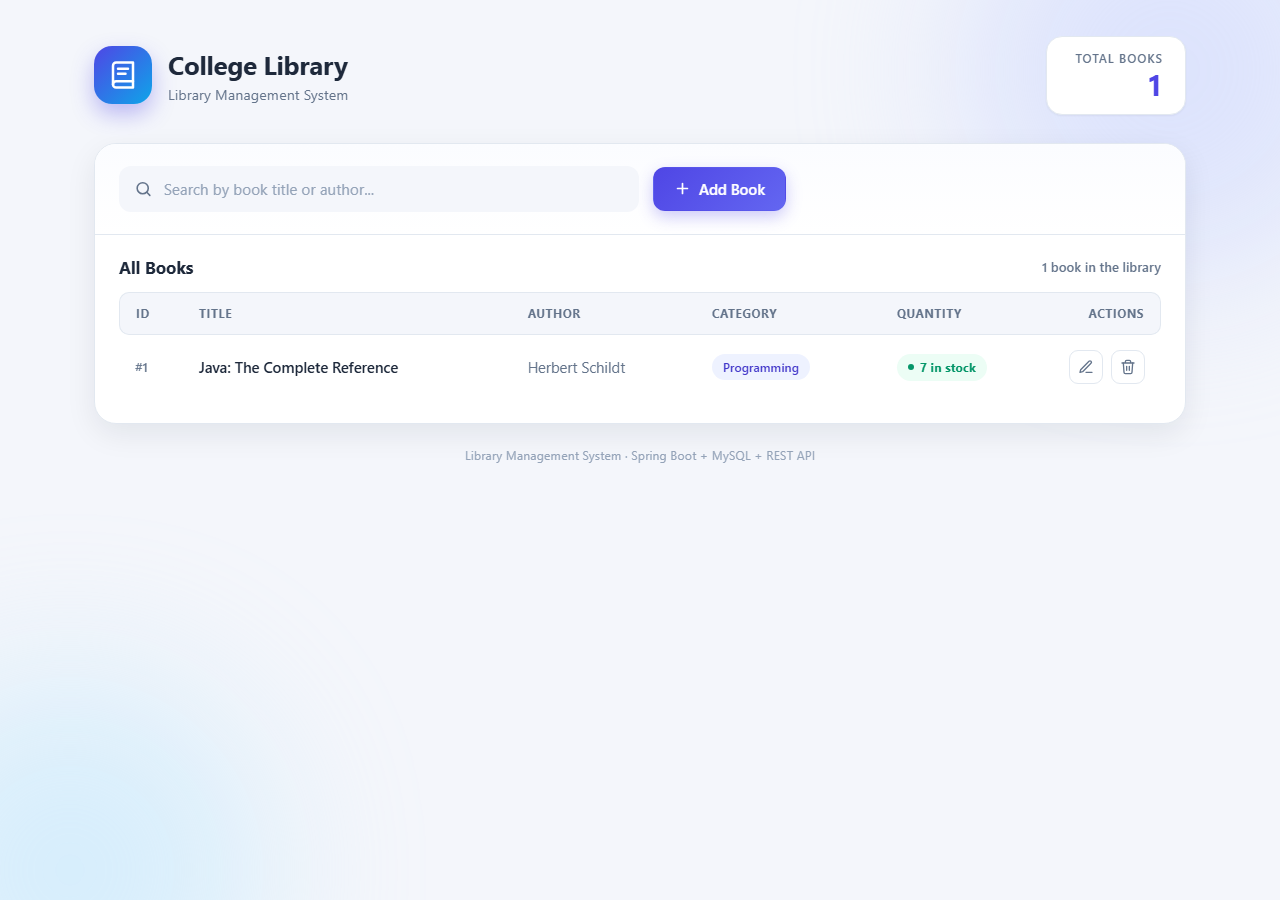 College Library
Library Management System
TOTAL BOOKS
1
Search by book title or author...
Add Book
All Books
1 book in the library
ID TITLE AUTHOR CATEGORY QUANTITY ACTIONS
#1 Java: The Complete Reference Herbert Schildt Programming 7 in stock
Library Management System · Spring Boot + MySQL + REST API